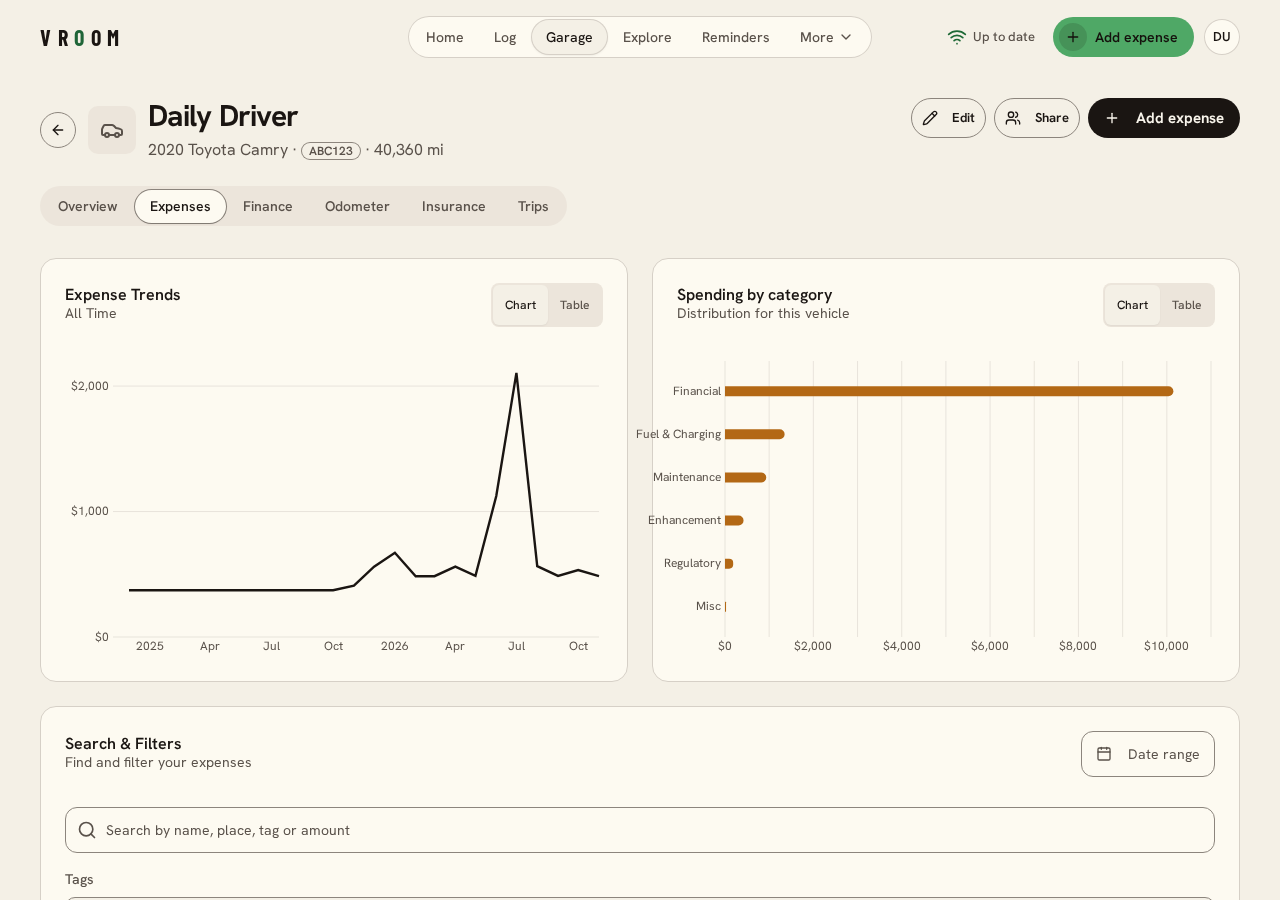 VROOM
Home
Log
Garage
Explore
Reminders
More
Up to date
Add expense
DU
Daily Driver
2020 Toyota Camry · ABC123 · 40,360 mi
Edit
Share
Add expense
Overview
Expenses
Finance
Odometer
Insurance
Trips
Expense Trends
All Time
Chart
Table
$2,000
$1,000
$0
2025
Apr
Jul
Oct
2026
Apr
Jul
Oct
Spending by category
Distribution for this vehicle
Chart
Table
Financial
Fuel & Charging
Maintenance
Enhancement
Regulatory
Misc
$0
$2,000
$4,000
$6,000
$8,000
$10,000
Search & Filters
Find and filter your expenses
Date range
Search by name, place, tag or amount
Tags